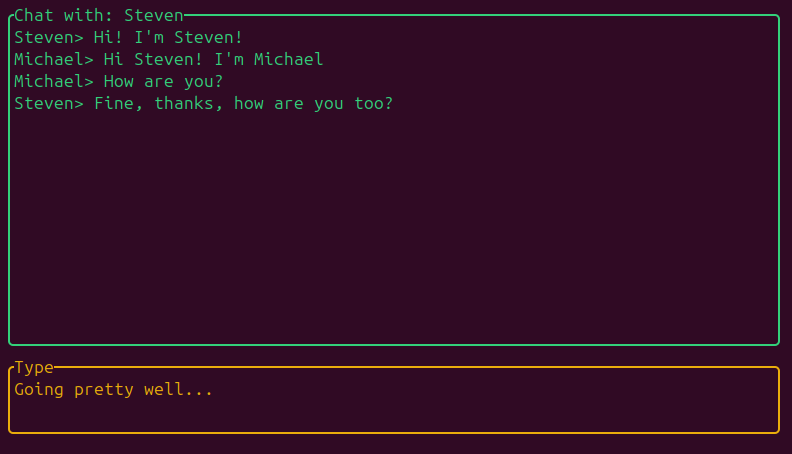 Chat with: Steven
Steven> Hi! I'm Steven!
Michael> Hi Steven! I'm Michael
Michael> How are you?
Steven> Fine, thanks, how are you too?
Type
Going pretty well...